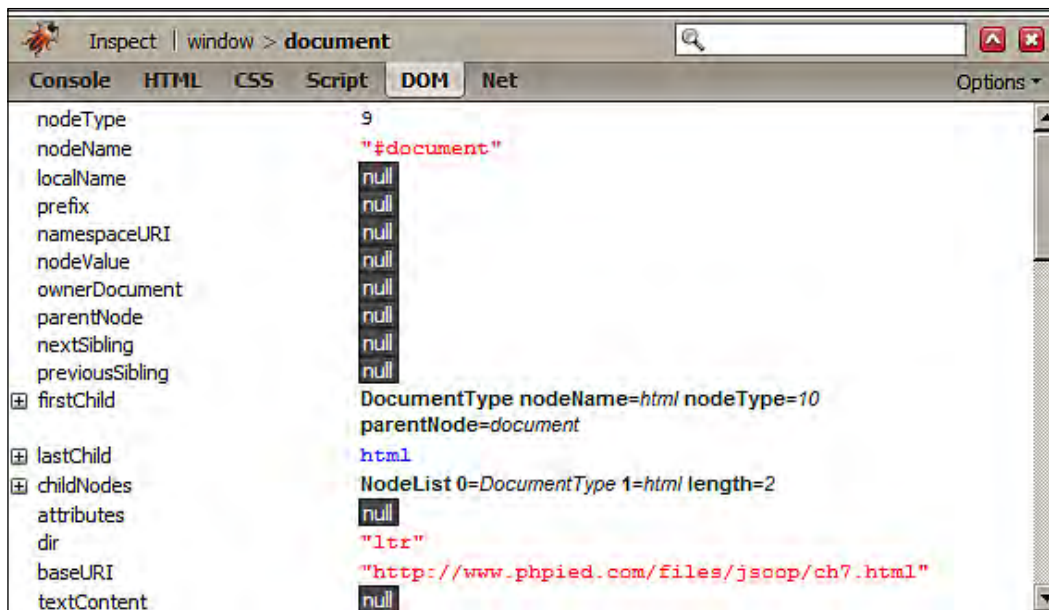 Inspect | window > document
Console HTML CSS Script DOM Net Options
nodeType 9
nodeName "#document"
localName null
prefix null
namespaceURI null
nodeValue null
ownerDocument null
parentNode null
nextSibling null
previousSibling null
firstChild DocumentType nodeName=html nodeType=10
parentNode=document
lastChild html
childNodes NodeList 0=DocumentType 1=html length=2
attributes null
dir "ltr"
baseURI "http://www.phpied.com/files/jsoop/ch7.html"
textContent null